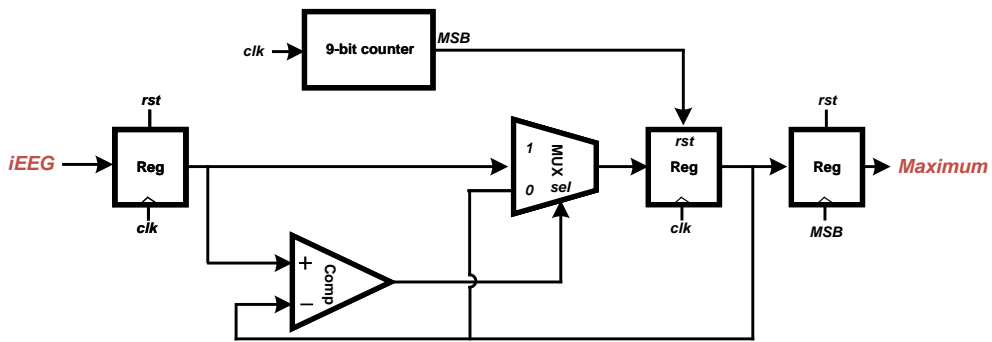 clk
9-bit counter
MSB
rst
iEEG
Reg
clk
1
0
MUX
sel
rst
Reg
clk
rst
Reg
MSB
Maximum
+
−
Comp